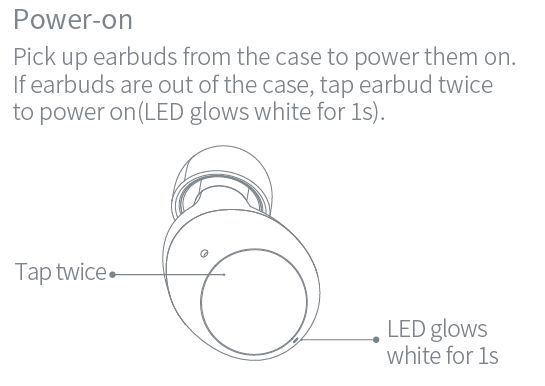 Power-on
Pick up earbuds from the case to power them on.
If earbuds are out of the case, tap earbud twice
to power on(LED glows white for 1s).
Tap twice
LED glows
white for 1s